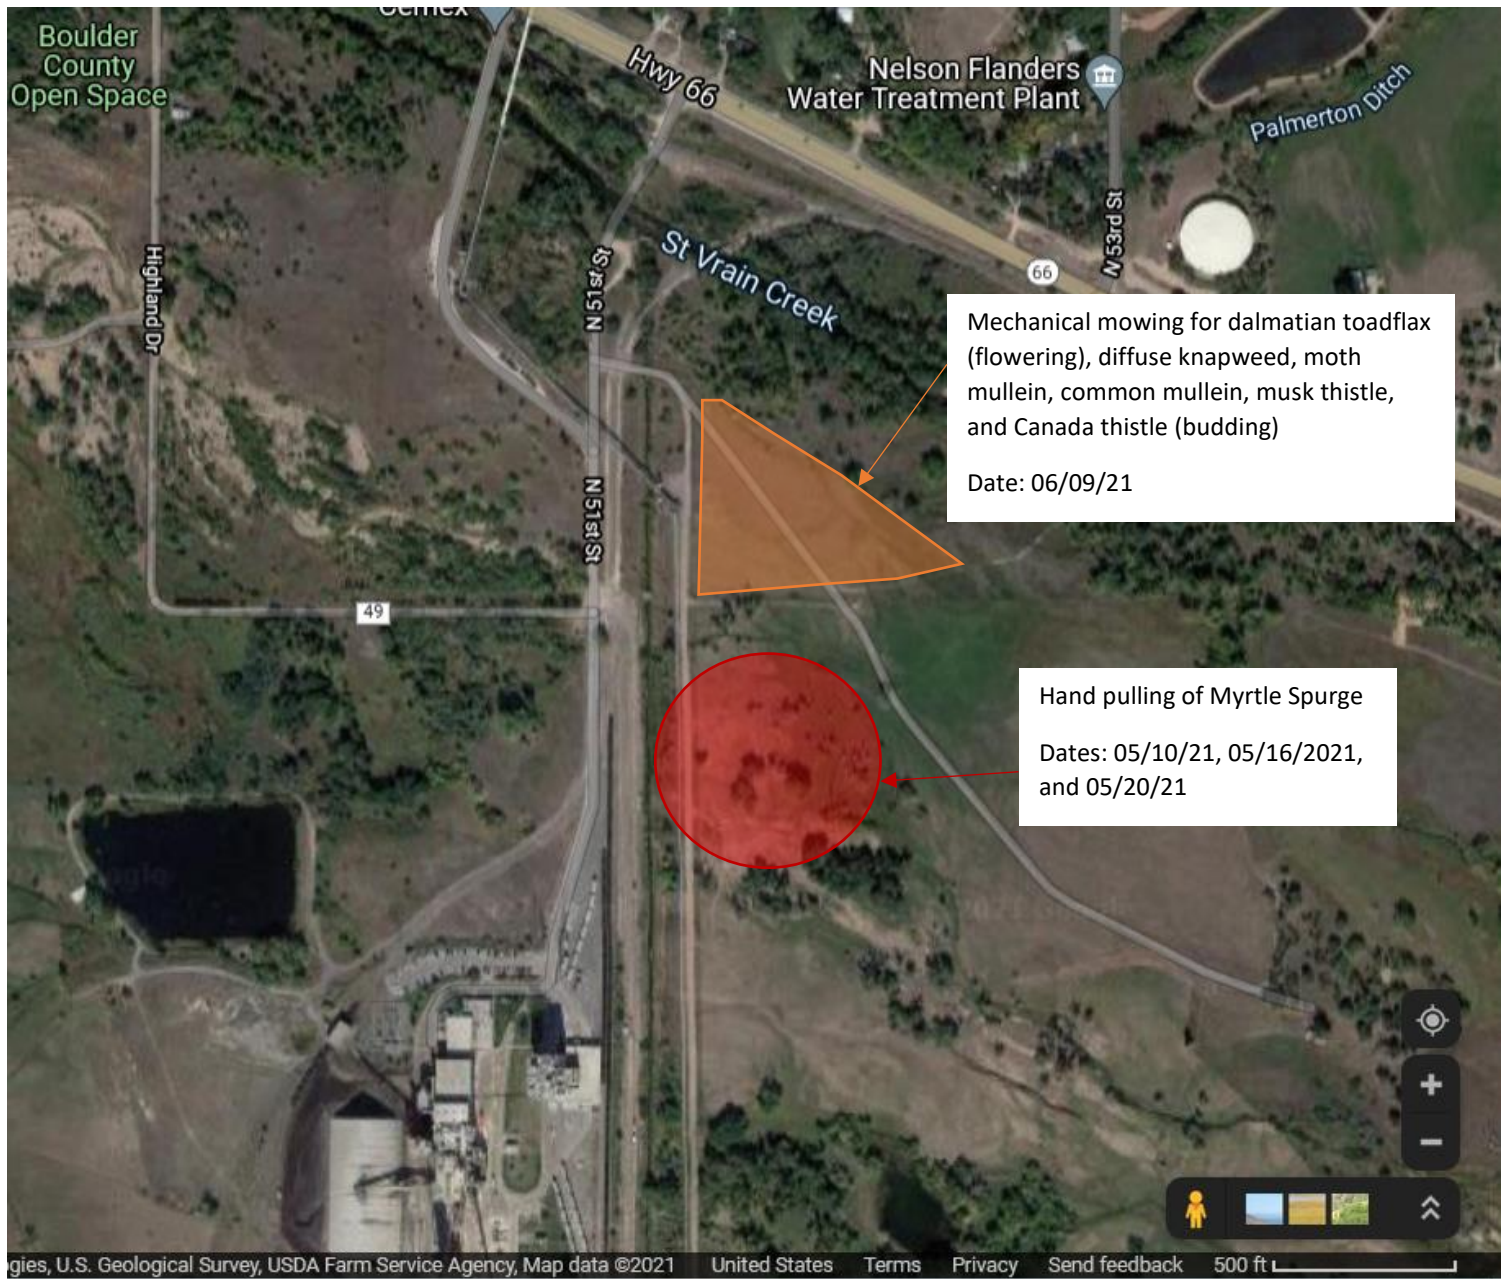 Cemex
Boulder
County
Open Space
Hwy 66
Nelson Flanders
Water Treatment Plant
Palmerton Ditch
N 53rd St
Highland Dr
N 51st St
St Vrain Creek
66
Mechanical mowing for dalmatian toadflax
(flowering), diffuse knapweed, moth
mullein, common mullein, musk thistle,
and Canada thistle (budding)
Date: 06/09/21
N 51st St
49
Hand pulling of Myrtle Spurge
Dates: 05/10/21, 05/16/2021,
and 05/20/21
gies, U.S. Geological Survey, USDA Farm Service Agency, Map data ©2021 United States Terms Privacy Send feedback 500 ft